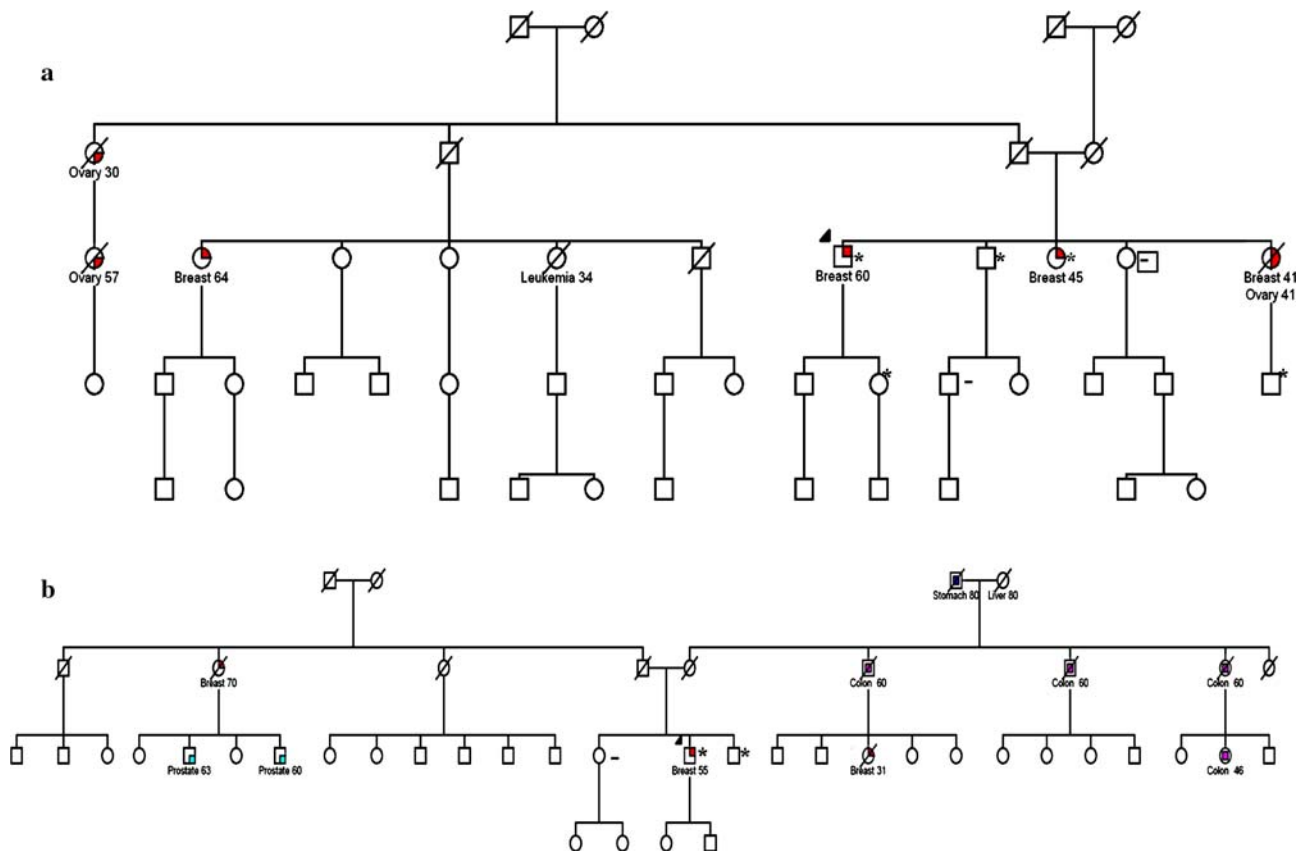 a
Ovary 30
Ovary 57
Breast 64
Leukemia 34
Breast 60 *
*
Breast 45 *
-
Breast 41
Ovary 41
*
-
*
b
Stomach 80
Liver 80
Breast 70
Colon 60
Colon 60
Colon 60
Prostate 63
Prostate 60
-
Breast 55 *
*
Breast 31
Colon 46